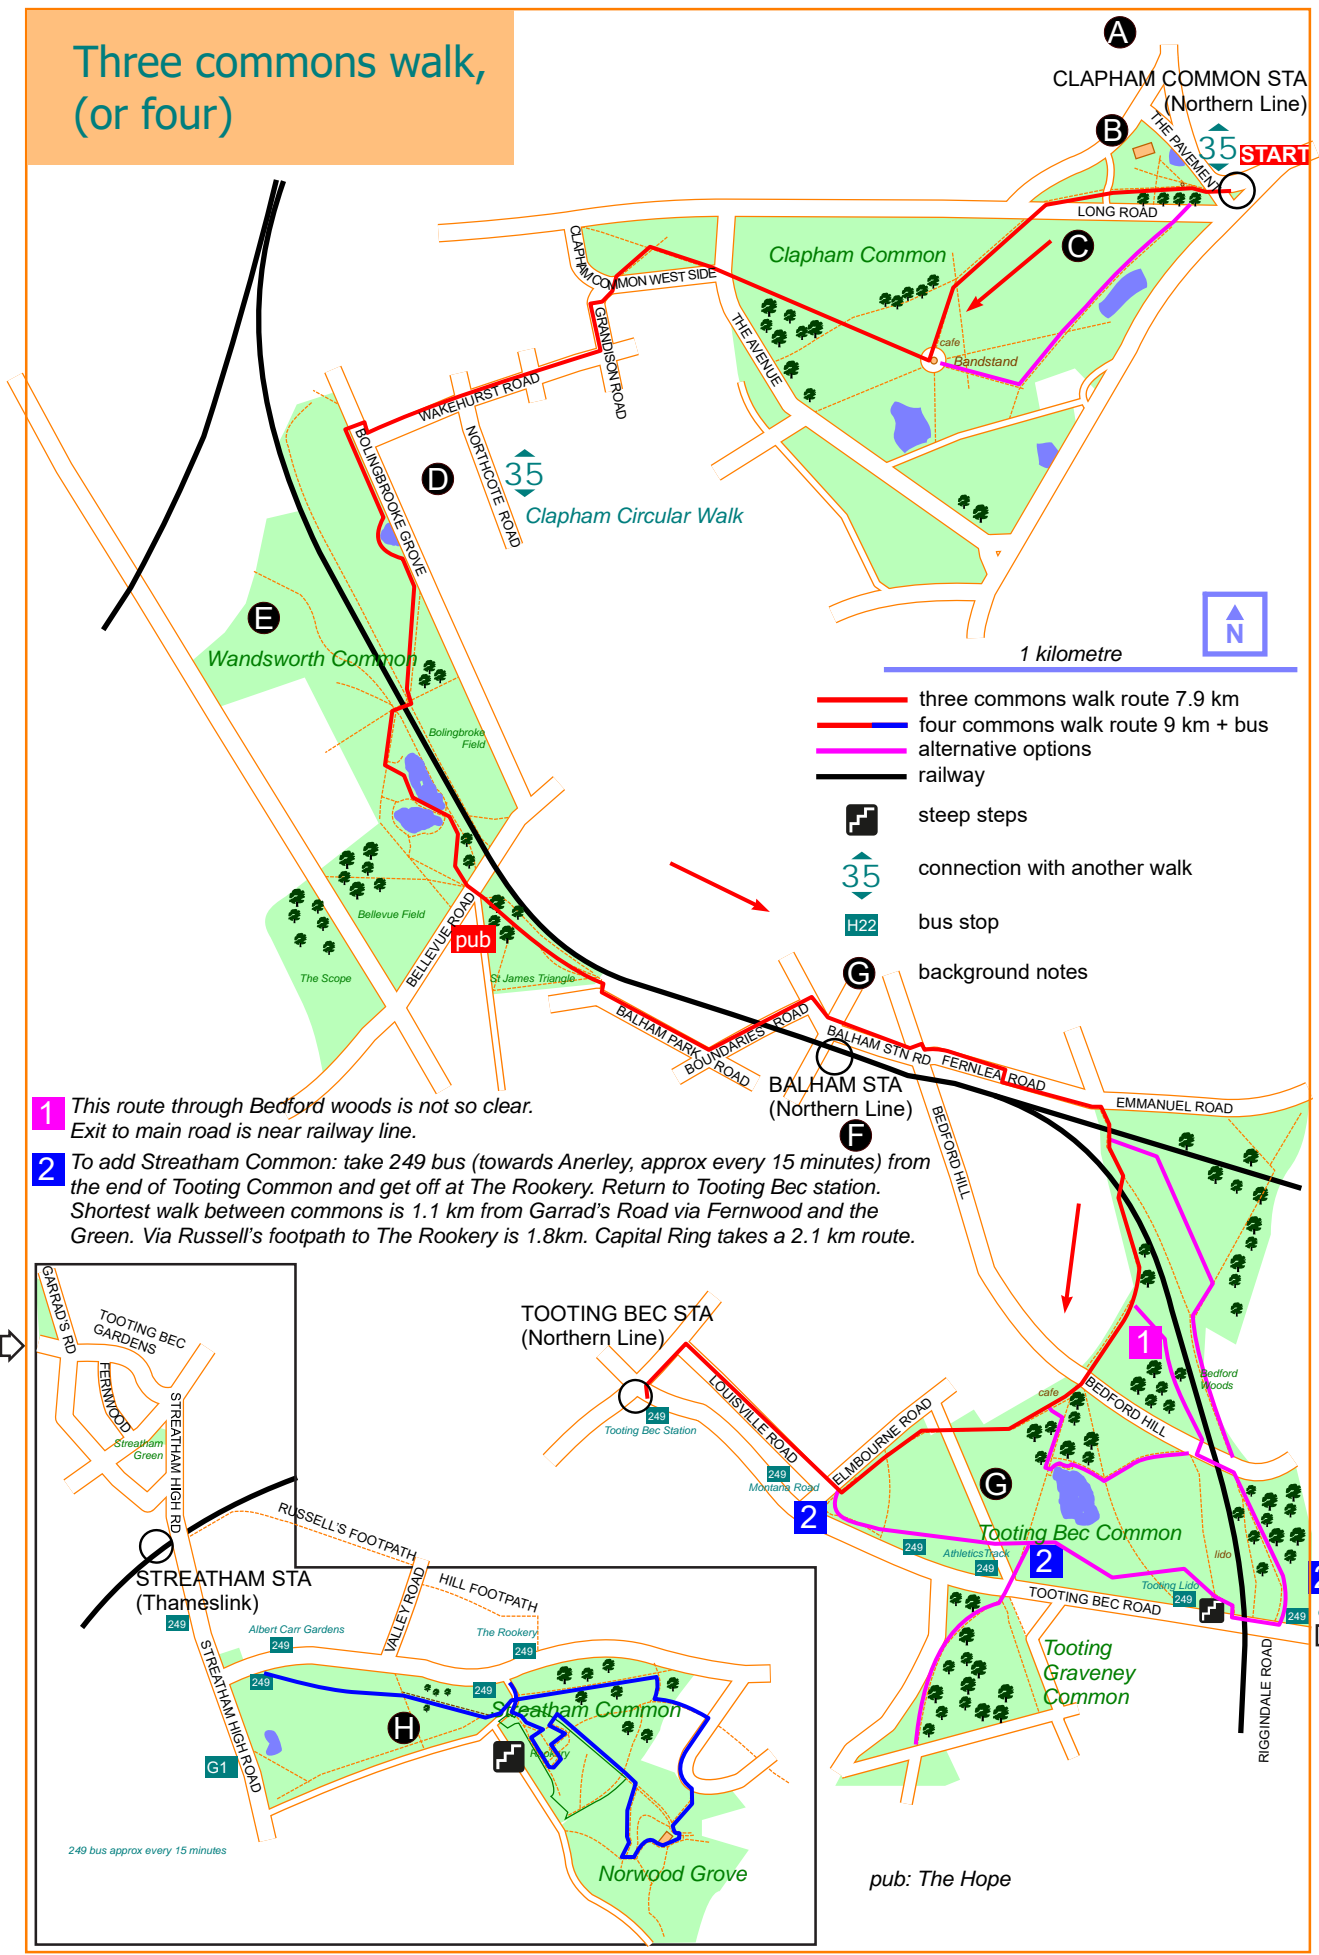 Three commons walk,
(or four)
A
CLAPHAM COMMON STA
(Northern Line)
B
THE PAVEMENT
35
START
LONG ROAD
C
Clapham Common
CLAPHAM COMMON WEST SIDE
GRANDISON ROAD
THE AVENUE
cafe
Bandstand
WAKEHURST ROAD
BOLINGBROOKE GROVE
NORTHCOTE ROAD
D
35
Clapham Circular Walk
E
Wandsworth Common
N
1 kilometre
three commons walk route 7.9 km
four commons walk route 9 km + bus
alternative options
railway
steep steps
35
connection with another walk
H22
bus stop
G
background notes
Bolingbroke
Field
Bellevue Field
The Scope
BELLEVUE ROAD
pub
St James Triangle
BALHAM PARK ROAD
BOUNDARIES ROAD
BALHAM STN RD
FERNLEA ROAD
EMMANUEL ROAD
BALHAM STA
(Northern Line)
F
BEDFORD HILL
1
This route through Bedford woods is not so clear.
Exit to main road is near railway line.
2
To add Streatham Common: take 249 bus (towards Anerley, approx every 15 minutes) from
the end of Tooting Common and get off at The Rookery. Return to Tooting Bec station.
Shortest walk between commons is 1.1 km from Garrad's Road via Fernwood and the
Green. Via Russell's footpath to The Rookery is 1.8km. Capital Ring takes a 2.1 km route.
TOOTING BEC STA
(Northern Line)
249
Tooting Bec Station
LOUISVILLE ROAD
249
Montana Road
2
ELMBOURNE ROAD
cafe
BEDFORD HILL
1
Bedford
Woods
G
Tooting Bec Common
249
Athletics Track
249
2
lido
Tooting Lido
249
249
TOOTING BEC ROAD
Tooting
Graveney
Common
RIGGINDALE ROAD
GARRAD'S RD
TOOTING BEC
GARDENS
FERNWOOD
Streatham
Green
STREATHAM HIGH RD
RUSSELL'S FOOTPATH
STREATHAM STA
(Thameslink)
249
HILL FOOTPATH
VALLEY ROAD
Albert Carr Gardens
249
The Rookery
249
249
249
STREATHAM HIGH ROAD
G1
H
Streatham Common
Rookery
Norwood Grove
249 bus approx every 15 minutes
pub: The Hope